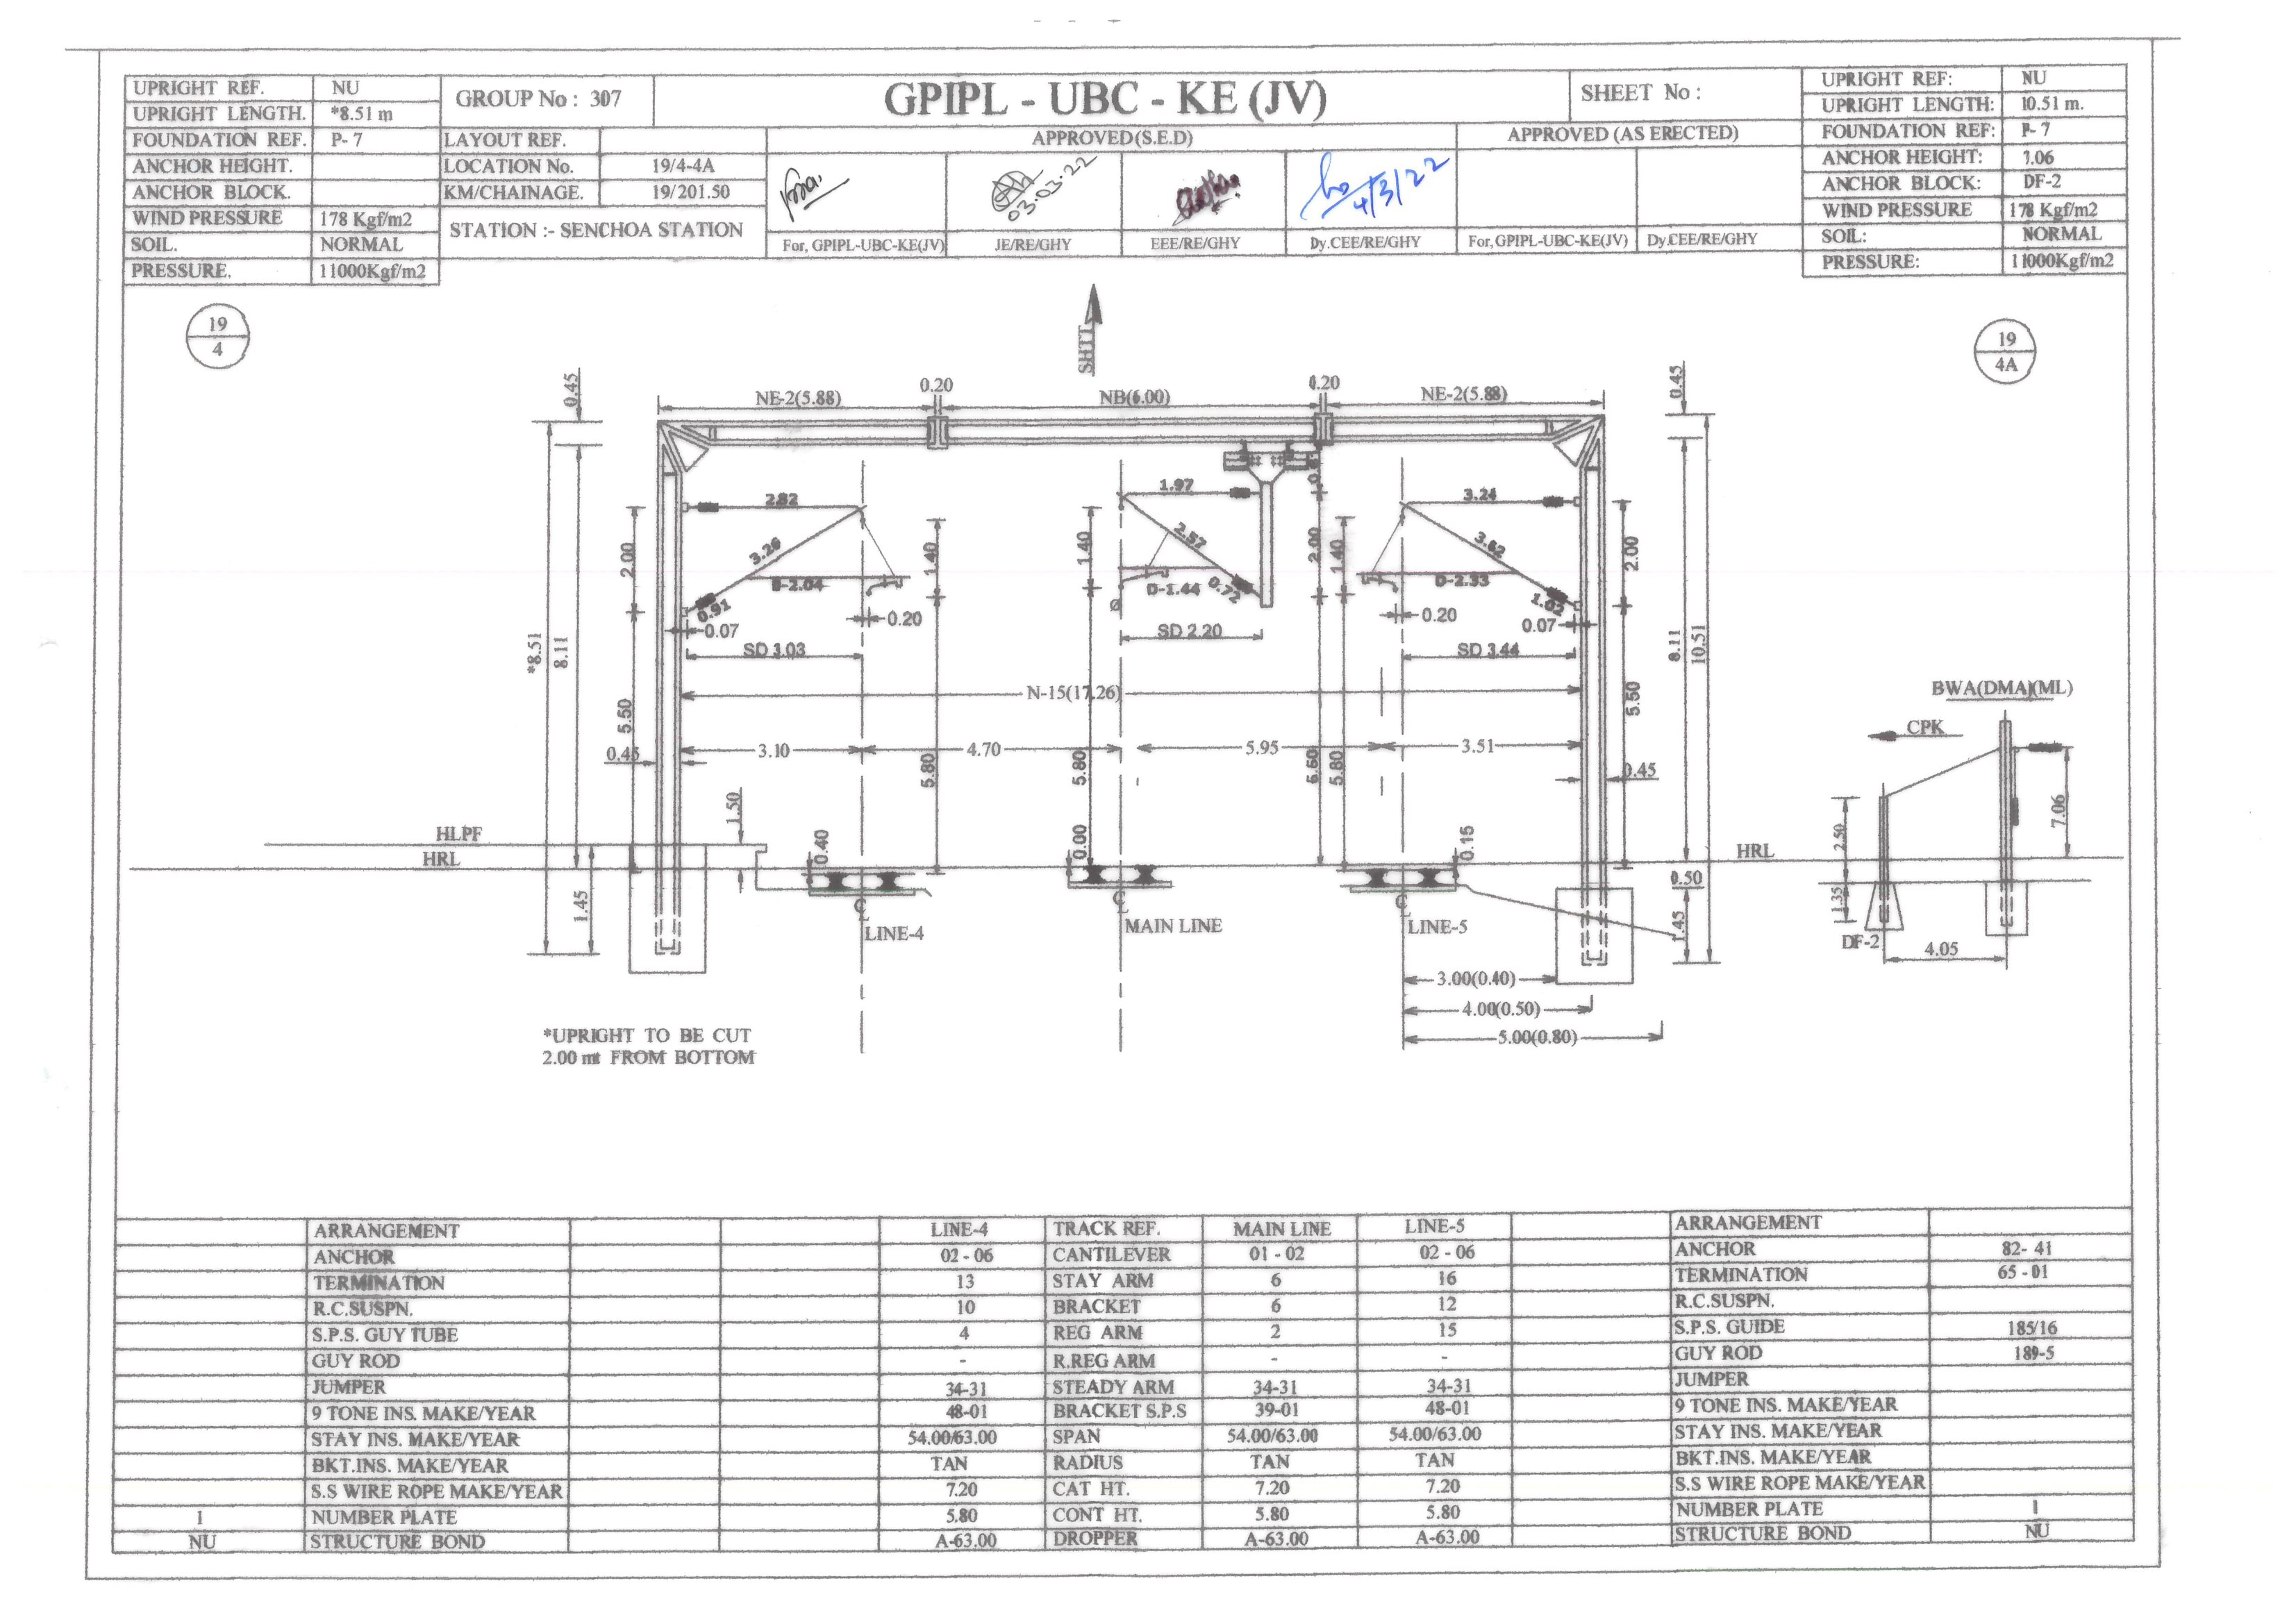 UPRIGHT REF. NU
UPRIGHT LENGTH. *8.51 m
FOUNDATION REF. P- 7
ANCHOR HEIGHT.
ANCHOR BLOCK.
WIND PRESSURE 178 Kgf/m2
SOIL. NORMAL
PRESSURE. 11000Kgf/m2
GROUP No : 307
LAYOUT REF.
LOCATION No. 19/4-4A
KM/CHAINAGE. 19/201.50
STATION :- SENCHOA STATION
GPIPL - UBC - KE (JV)
SHEET No :
APPROVED(S.E.D)
APPROVED (AS ERECTED)
03.03.22
4/3/22
For, GPIPL-UBC-KE(JV)
JE/RE/GHY
EEE/RE/GHY
Dy.CEE/RE/GHY
For,GPIPL-UBC-KE(JV)
Dy.CEE/RE/GHY
UPRIGHT REF: NU
UPRIGHT LENGTH: 10.51 m.
FOUNDATION REF: P- 7
ANCHOR HEIGHT: 7.06
ANCHOR BLOCK: DF-2
WIND PRESSURE 178 Kgf/m2
SOIL: NORMAL
PRESSURE: 11000Kgf/m2
19
4
SHTT
19
4A
0.45
NE-2(5.88)
0.20
NB(6.00)
0.20
NE-2(5.88)
0.45
2.82
3.26
B-2.04
0.91
0.07
2.00
1.40
0.20
SD 3.03
1.97
2.57
D-1.44
0.72
1.40
Ø
SD 2.20
2.00
1.40
3.24
3.62
D-2.33
1.02
0.20
0.07
2.00
SD 3.44
*8.51
8.11
8.11
10.51
N-15(17.26)
5.50
5.50
0.45
3.10
4.70
5.95
3.51
0.45
5.80
5.80
5.80
BWA(DMA)(ML)
CPK
7.06
2.50
1.35
DF-2
4.05
HLPF
HRL
1.50
0.40
0.00
0.15
HRL
0.50
1.45
1.45
℄
LINE-4
℄
MAIN LINE
℄
LINE-5
3.00(0.40)
4.00(0.50)
5.00(0.80)
*UPRIGHT TO BE CUT
2.00 mt FROM BOTTOM
ARRANGEMENT LINE-4 TRACK REF. MAIN LINE LINE-5 ARRANGEMENT
ANCHOR 02 - 06 CANTILEVER 01 - 02 02 - 06 ANCHOR 82- 41
TERMINATION 13 STAY ARM 6 16 TERMINATION 65 -01
R.C.SUSPN. 10 BRACKET 6 12 R.C.SUSPN.
S.P.S. GUY TUBE 4 REG ARM 2 15 S.P.S. GUIDE 185/16
GUY ROD - R.REG ARM - - GUY ROD 189-5
JUMPER 34-31 STEADY ARM 34-31 34-31 JUMPER
9 TONE INS. MAKE/YEAR 48-01 BRACKET S.P.S 39-01 48-01 9 TONE INS. MAKE/YEAR
STAY INS. MAKE/YEAR 54.00/63.00 SPAN 54.00/63.00 54.00/63.00 STAY INS. MAKE/YEAR
BKT.INS. MAKE/YEAR TAN RADIUS TAN TAN BKT.INS. MAKE/YEAR
S.S WIRE ROPE MAKE/YEAR 7.20 CAT HT. 7.20 7.20 S.S WIRE ROPE MAKE/YEAR
1 NUMBER PLATE 5.80 CONT HT. 5.80 5.80 NUMBER PLATE 1
NU STRUCTURE BOND A-63.00 DROPPER A-63.00 A-63.00 STRUCTURE BOND NU